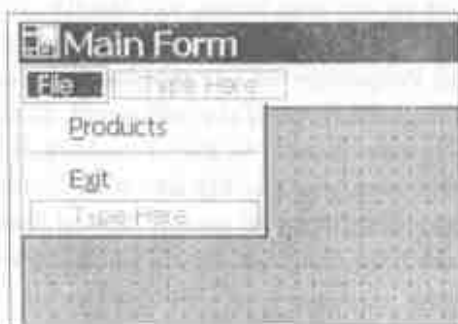 Main Form
File Type Here
Products
Exit
Type Here